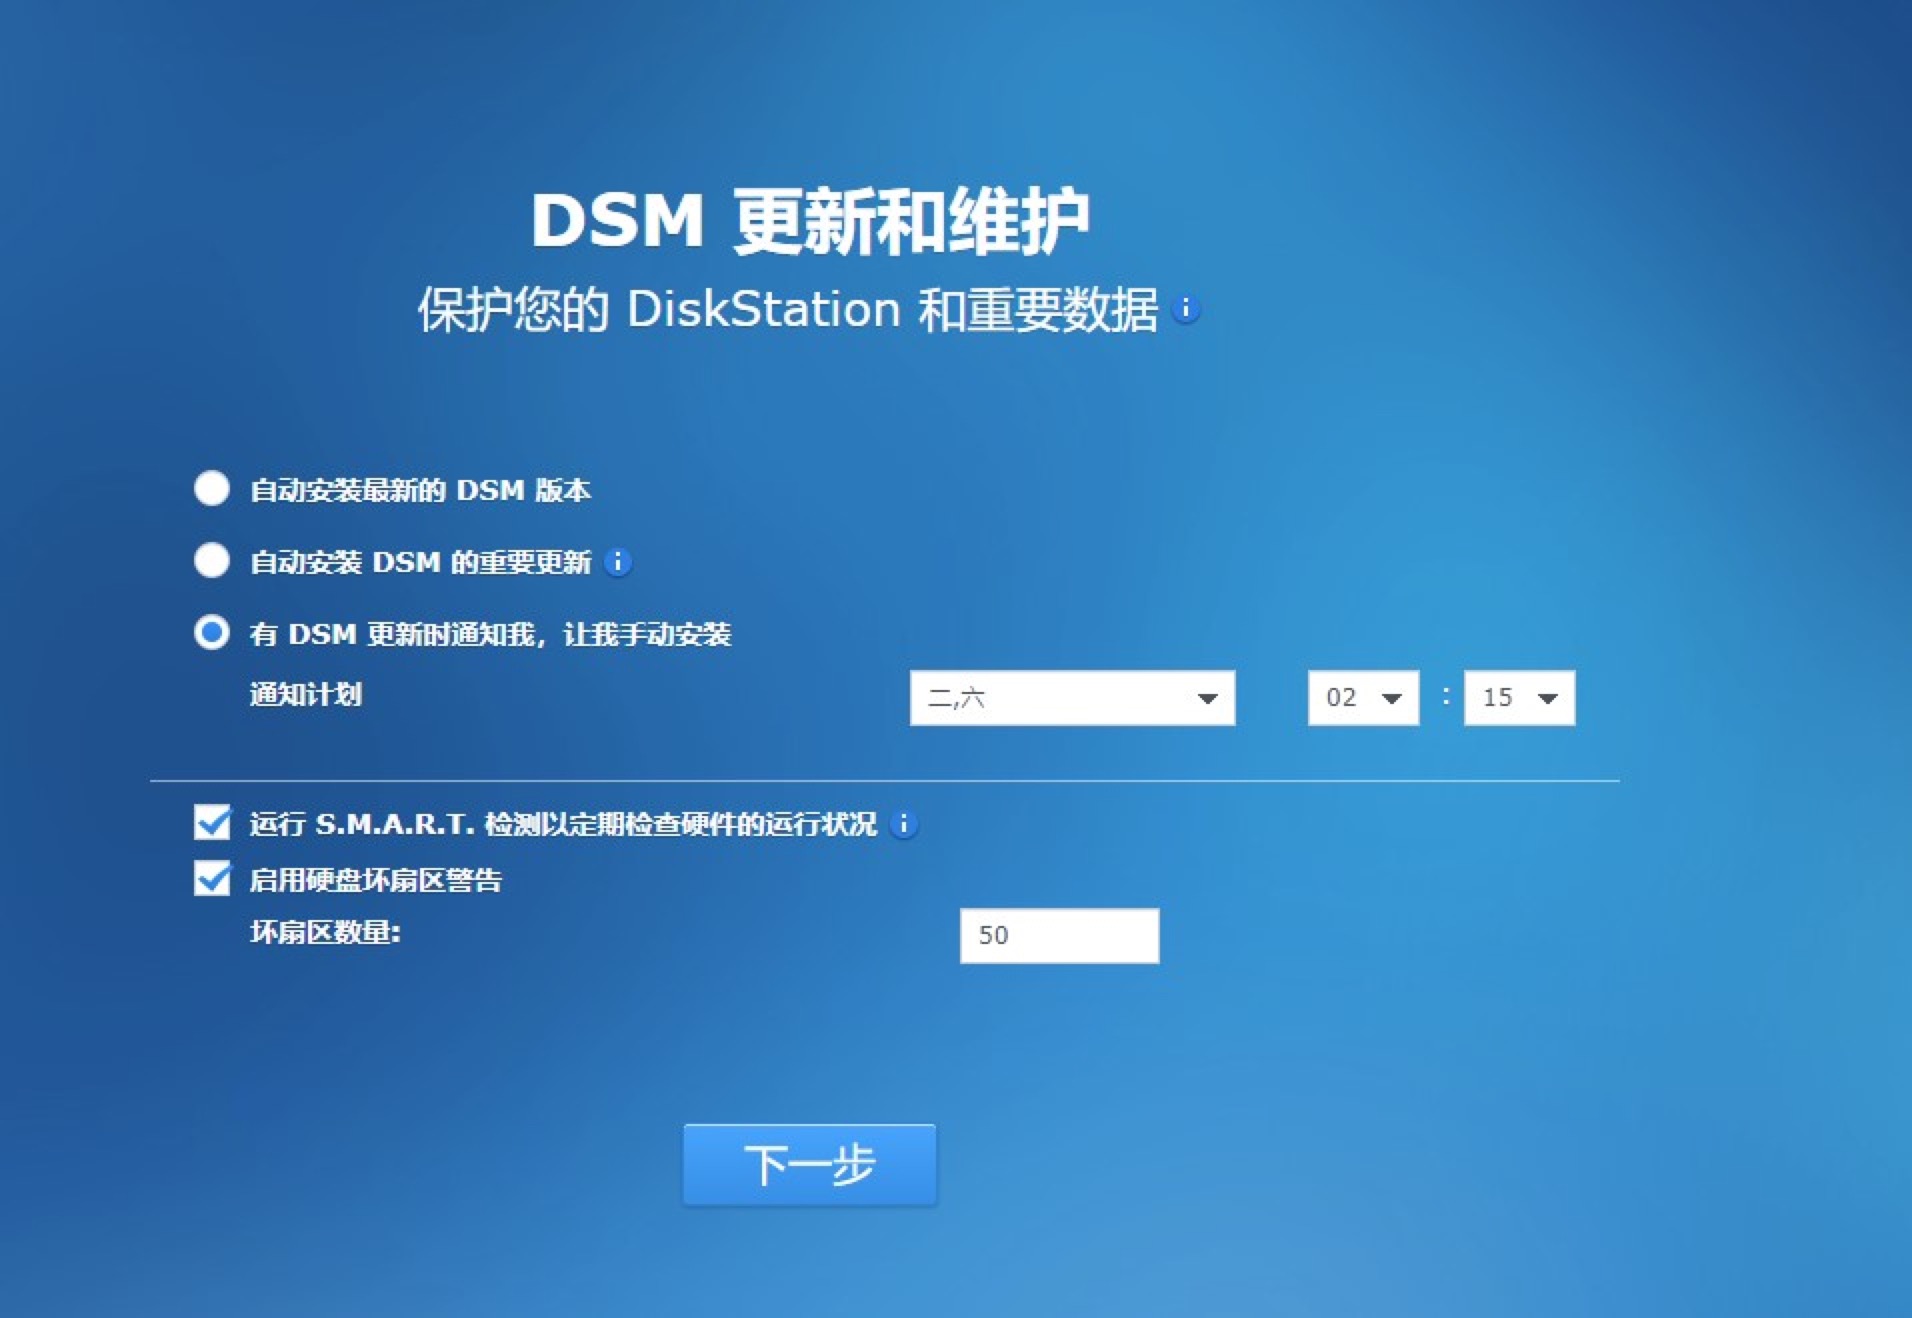 DSM 更新和维护
保护您的 DiskStation 和重要数据
自动安装最新的 DSM 版本
自动安装 DSM 的重要更新
有 DSM 更新时通知我，让我手动安装
通知计划 二,六 02 : 15
运行 S.M.A.R.T. 检测以定期检查硬件的运行状况
启用硬盘坏扇区警告
坏扇区数量: 50
下一步